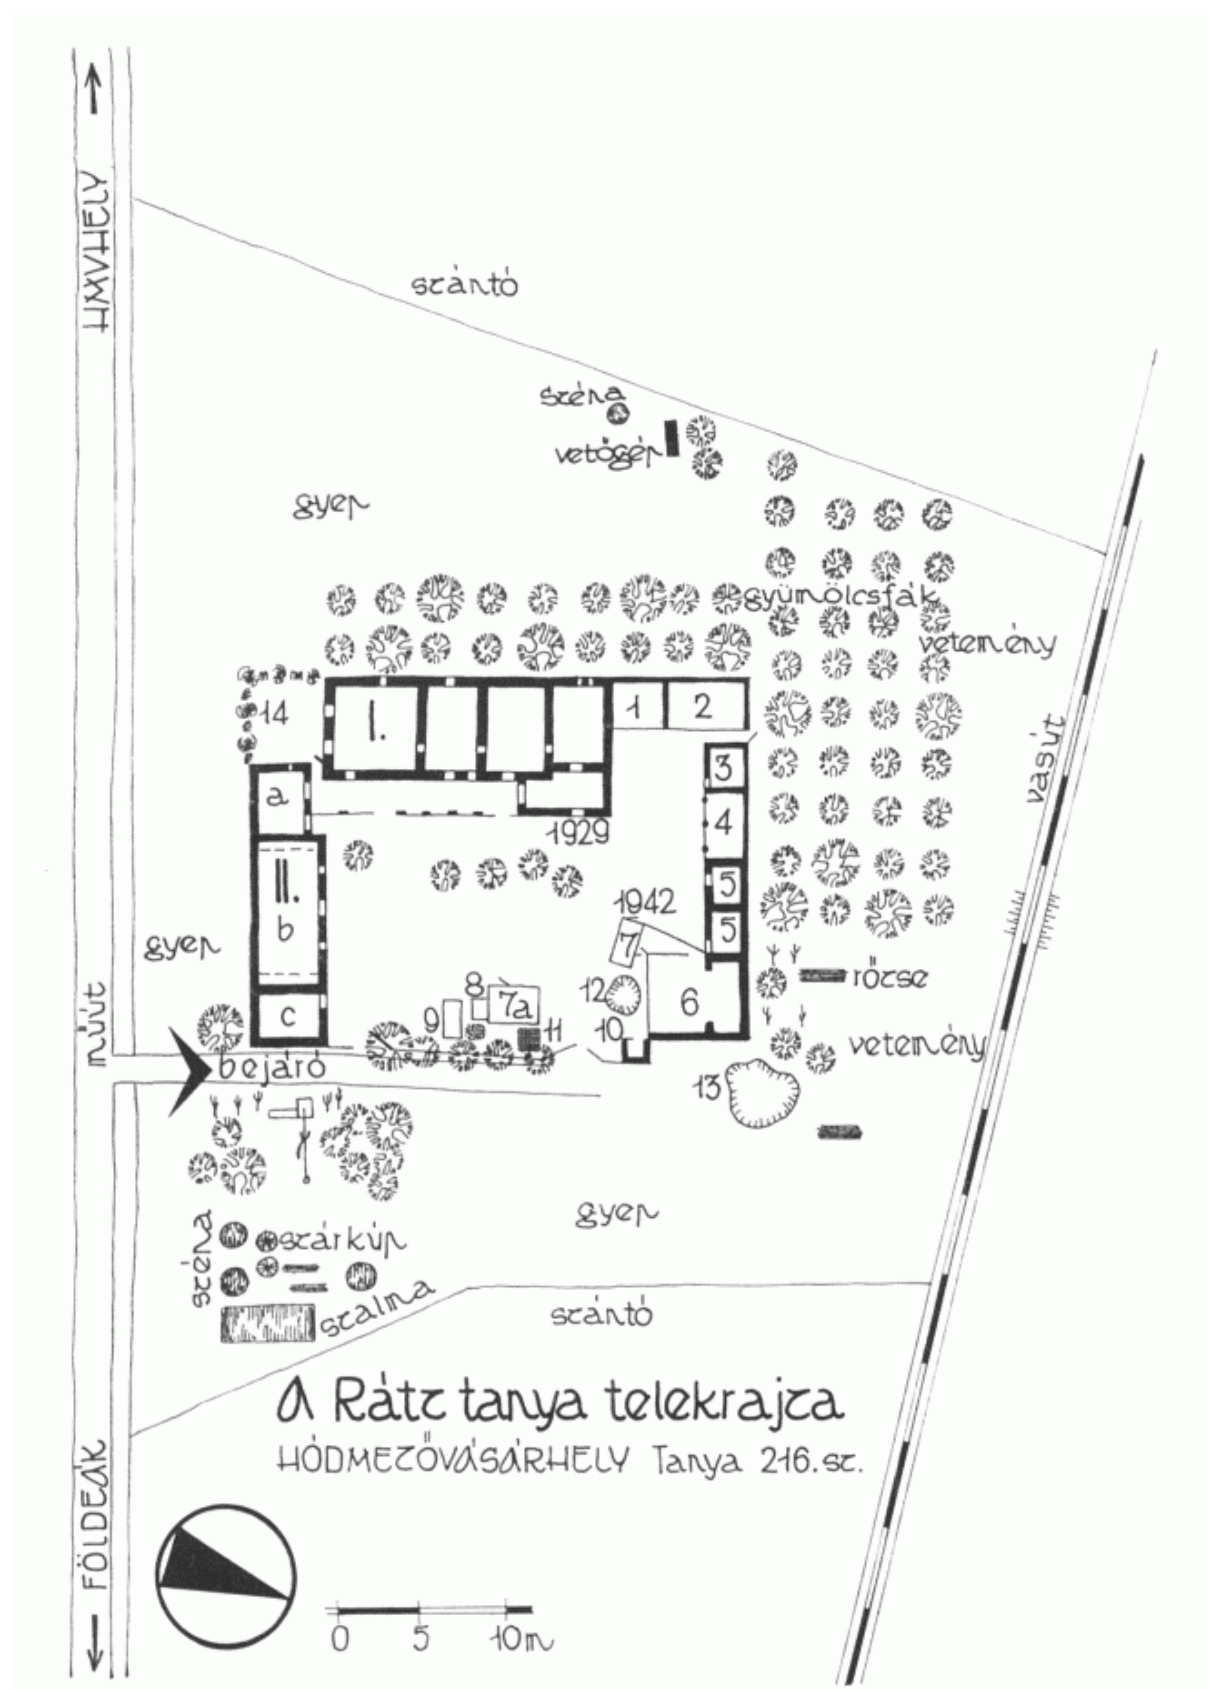 HMVHELY
szántó
széna
vetőgép
gyep
gyümölcsfák
vetemény
14
I.
1
2
a
3
4
1929
vasút
II.
b
5
1942
5
gyep
7
rőzse
8
7a
12
6
c
9
11
10
műút
vetemény
bejáró
13
gyep
széna
szárkúp
szalma
szántó
A Rátz tanya telekrajza
HÓDMEZŐVÁSÁRHELY Tanya 216.sz.
FÖLDEÁK
0 5 10m